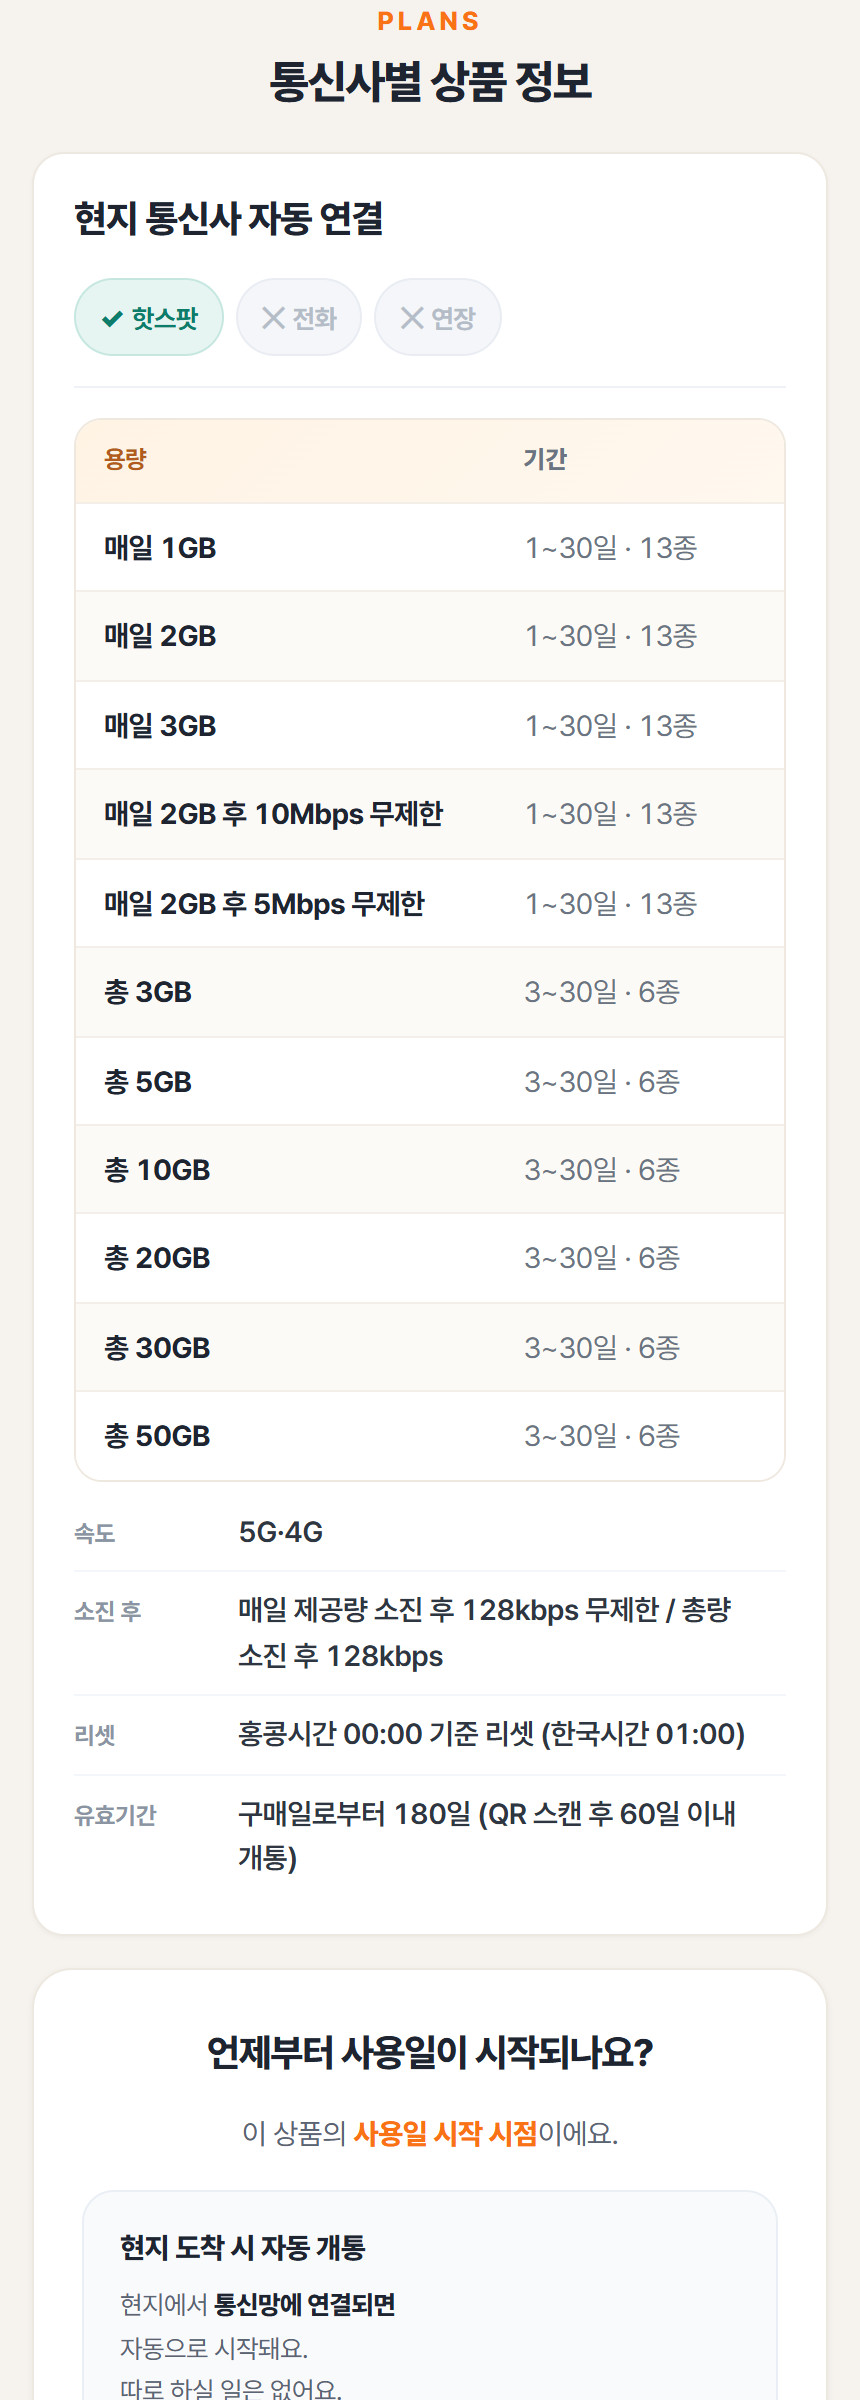 PLANS
통신사별 상품 정보
현지 통신사 자동 연결
✓ 핫스팟 ✕ 전화 ✕ 연장
용량 기간
매일 1GB 1~30일 · 13종
매일 2GB 1~30일 · 13종
매일 3GB 1~30일 · 13종
매일 2GB 후 10Mbps 무제한 1~30일 · 13종
매일 2GB 후 5Mbps 무제한 1~30일 · 13종
총 3GB 3~30일 · 6종
총 5GB 3~30일 · 6종
총 10GB 3~30일 · 6종
총 20GB 3~30일 · 6종
총 30GB 3~30일 · 6종
총 50GB 3~30일 · 6종
속도 5G·4G
소진 후 매일 제공량 소진 후 128kbps 무제한 / 총량
소진 후 128kbps
리셋 홍콩시간 00:00 기준 리셋 (한국시간 01:00)
유효기간 구매일로부터 180일 (QR 스캔 후 60일 이내
개통)
언제부터 사용일이 시작되나요?
이 상품의 사용일 시작 시점이에요.
현지 도착 시 자동 개통
현지에서 통신망에 연결되면
자동으로 시작돼요.
따로 하실 일은 없어요.